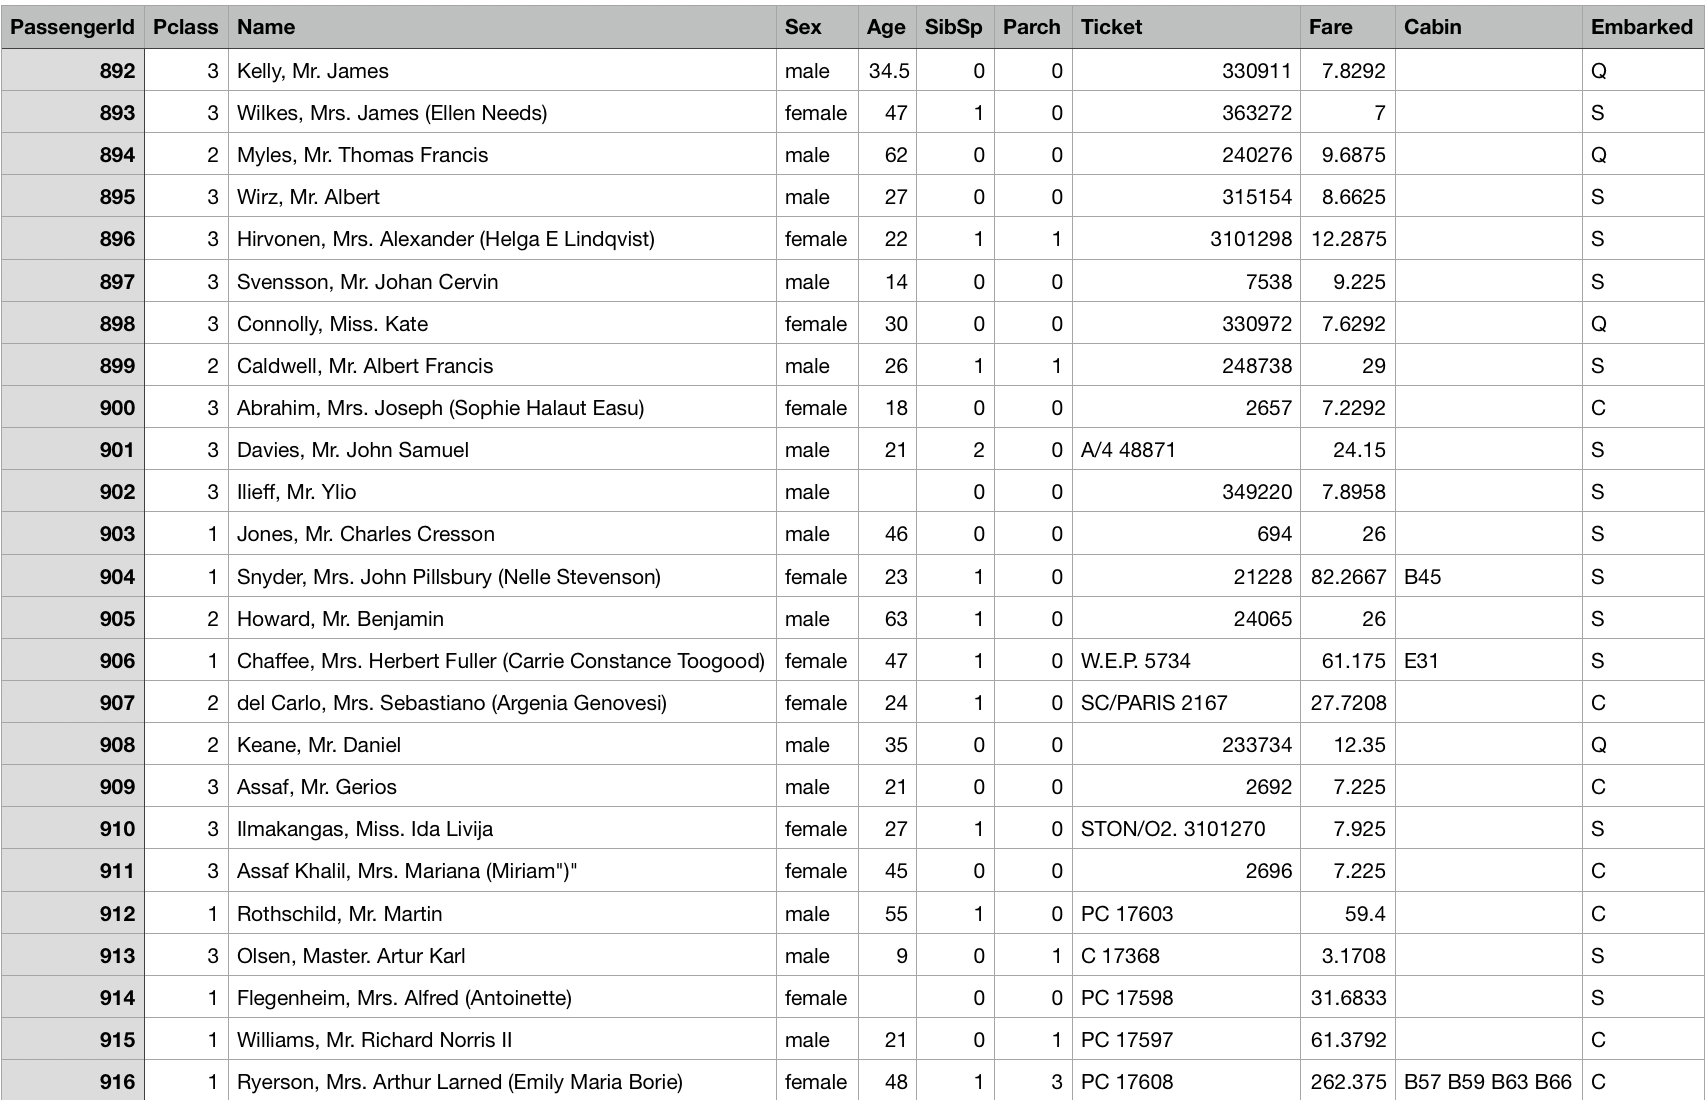 PassengerId Pclass Name Sex Age SibSp Parch Ticket Fare Cabin Embarked
892 3 Kelly, Mr. James male 34.5 0 0 330911 7.8292 Q
893 3 Wilkes, Mrs. James (Ellen Needs) female 47 1 0 363272 7 S
894 2 Myles, Mr. Thomas Francis male 62 0 0 240276 9.6875 Q
895 3 Wirz, Mr. Albert male 27 0 0 315154 8.6625 S
896 3 Hirvonen, Mrs. Alexander (Helga E Lindqvist) female 22 1 1 3101298 12.2875 S
897 3 Svensson, Mr. Johan Cervin male 14 0 0 7538 9.225 S
898 3 Connolly, Miss. Kate female 30 0 0 330972 7.6292 Q
899 2 Caldwell, Mr. Albert Francis male 26 1 1 248738 29 S
900 3 Abrahim, Mrs. Joseph (Sophie Halaut Easu) female 18 0 0 2657 7.2292 C
901 3 Davies, Mr. John Samuel male 21 2 0 A/4 48871 24.15 S
902 3 Ilieff, Mr. Ylio male 0 0 349220 7.8958 S
903 1 Jones, Mr. Charles Cresson male 46 0 0 694 26 S
904 1 Snyder, Mrs. John Pillsbury (Nelle Stevenson) female 23 1 0 21228 82.2667 B45 S
905 2 Howard, Mr. Benjamin male 63 1 0 24065 26 S
906 1 Chaffee, Mrs. Herbert Fuller (Carrie Constance Toogood) female 47 1 0 W.E.P. 5734 61.175 E31 S
907 2 del Carlo, Mrs. Sebastiano (Argenia Genovesi) female 24 1 0 SC/PARIS 2167 27.7208 C
908 2 Keane, Mr. Daniel male 35 0 0 233734 12.35 Q
909 3 Assaf, Mr. Gerios male 21 0 0 2692 7.225 C
910 3 Ilmakangas, Miss. Ida Livija female 27 1 0 STON/O2. 3101270 7.925 S
911 3 Assaf Khalil, Mrs. Mariana (Miriam")" female 45 0 0 2696 7.225 C
912 1 Rothschild, Mr. Martin male 55 1 0 PC 17603 59.4 C
913 3 Olsen, Master. Artur Karl male 9 0 1 C 17368 3.1708 S
914 1 Flegenheim, Mrs. Alfred (Antoinette) female 0 0 PC 17598 31.6833 S
915 1 Williams, Mr. Richard Norris II male 21 0 1 PC 17597 61.3792 C
916 1 Ryerson, Mrs. Arthur Larned (Emily Maria Borie) female 48 1 3 PC 17608 262.375 B57 B59 B63 B66 C